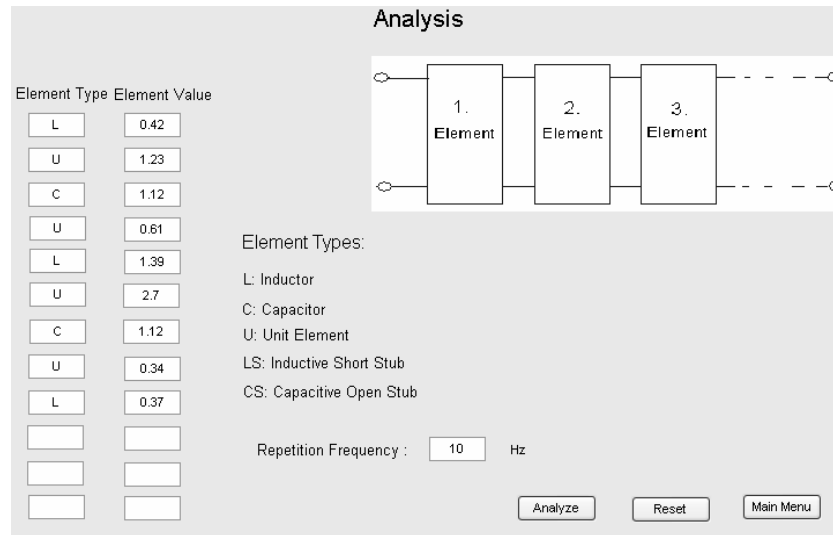 Analysis
Element Type Element Value
L 0.42
U 1.23
C 1.12
U 0.61
L 1.39
U 2.7
C 1.12
U 0.34
L 0.37
1.
Element
2.
Element
3.
Element
Element Types:
L: Inductor
C: Capacitor
U: Unit Element
LS: Inductive Short Stub
CS: Capacitive Open Stub
Repetition Frequency : 10 Hz
Analyze Reset Main Menu